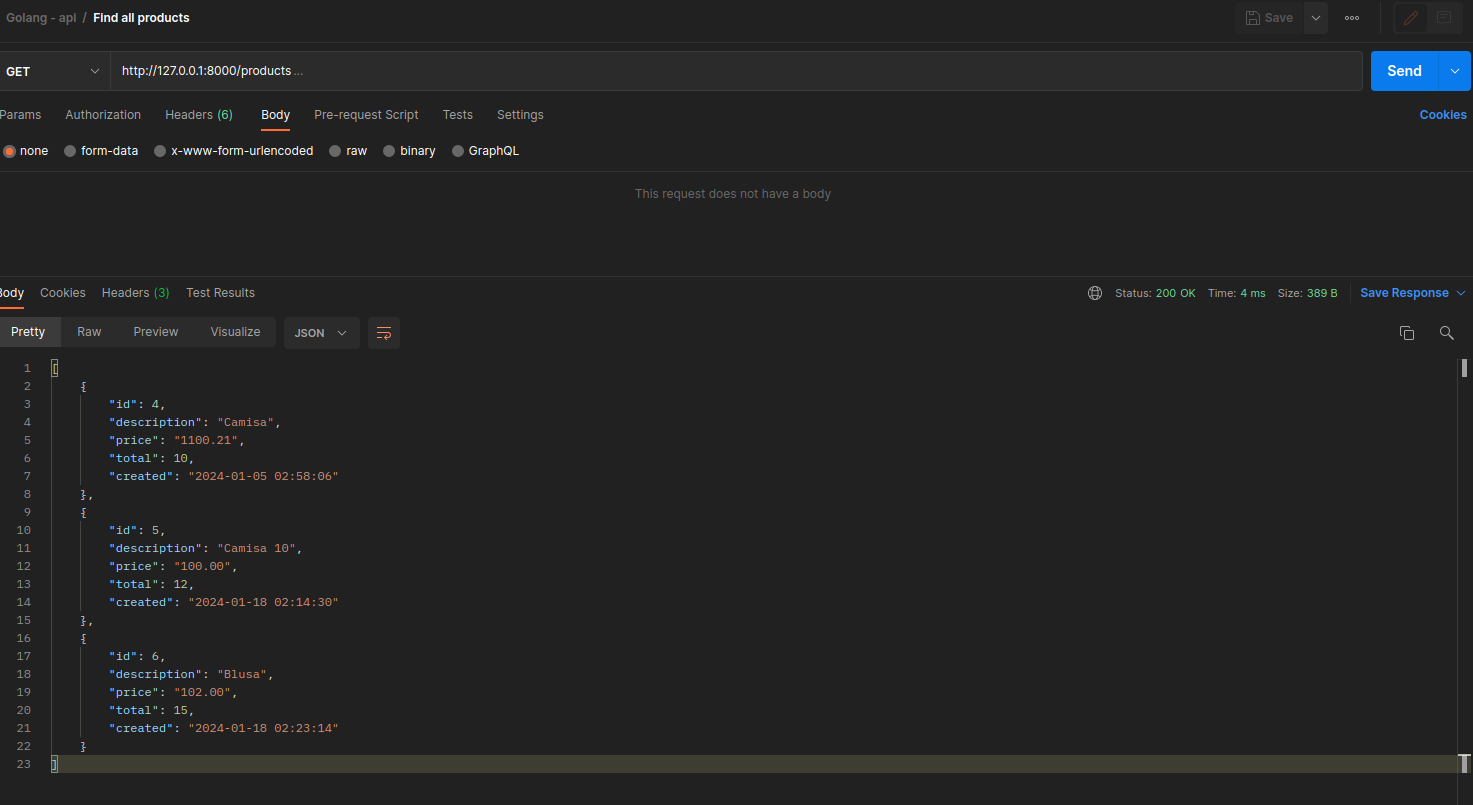 Golang - api / Find all products
Save
GET http://127.0.0.1:8000/products ... Send
Params Authorization Headers (6) Body Pre-request Script Tests Settings Cookies
none form-data x-www-form-urlencoded raw binary GraphQL
This request does not have a body
Body Cookies Headers (3) Test Results Status: 200 OK Time: 4 ms Size: 389 B Save Response
Pretty Raw Preview Visualize JSON
1 [
2 {
3 "id": 4,
4 "description": "Camisa",
5 "price": "1100.21",
6 "total": 10,
7 "created": "2024-01-05 02:58:06"
8 },
9 {
10 "id": 5,
11 "description": "Camisa 10",
12 "price": "100.00",
13 "total": 12,
14 "created": "2024-01-18 02:14:30"
15 },
16 {
17 "id": 6,
18 "description": "Blusa",
19 "price": "102.00",
20 "total": 15,
21 "created": "2024-01-18 02:23:14"
22 }
23 ]